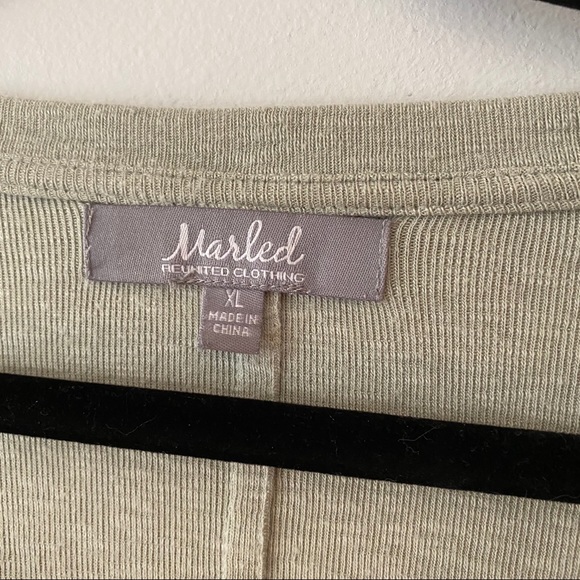 Marled
REUNITED CLOTHING
XL
MADE IN
CHINA